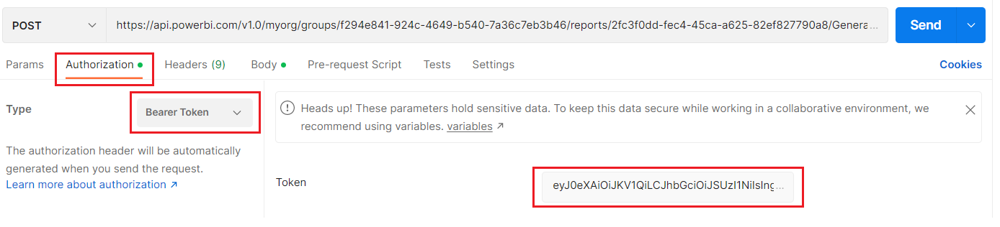 POST
https://api.powerbi.com/v1.0/myorg/groups/f294e841-924c-4649-b540-7a36c7eb3b46/reports/2fc3f0dd-fec4-45ca-a625-82ef827790a8/Genera...
Send
Params Authorization Headers (9) Body Pre-request Script Tests Settings Cookies
Type
Bearer Token
The authorization header will be automatically
generated when you send the request.
Learn more about authorization ↗
Heads up! These parameters hold sensitive data. To keep this data secure while working in a collaborative environment, we
recommend using variables. variables ↗
Token
eyJ0eXAiOiJKV1QiLCJhbGciOiJSUzI1NiIsIng...